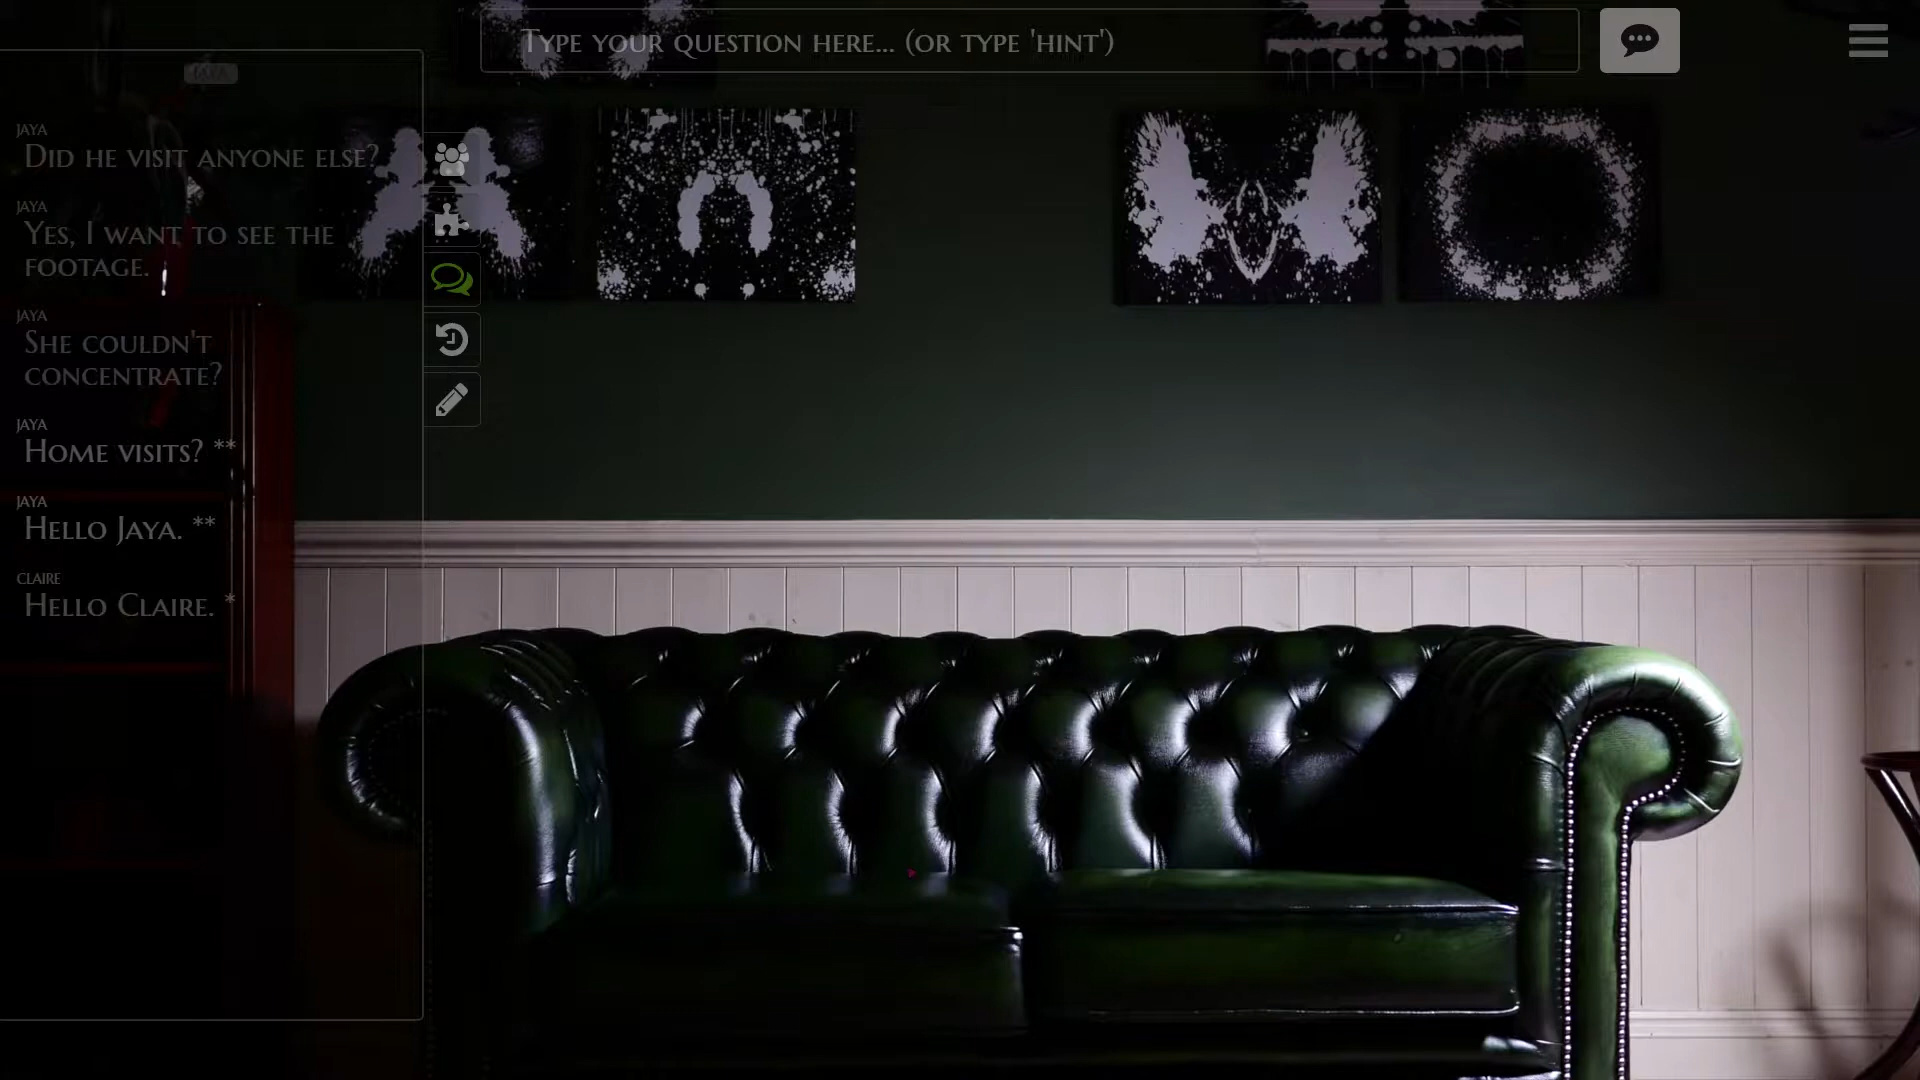 Type your question here... (or type 'hint')
JAYA
JAYA
Did he visit anyone else?
JAYA
Yes, I want to see the
footage.
JAYA
She couldn't
concentrate?
JAYA
Home visits? **
JAYA
Hello Jaya. **
CLAIRE
Hello Claire. *